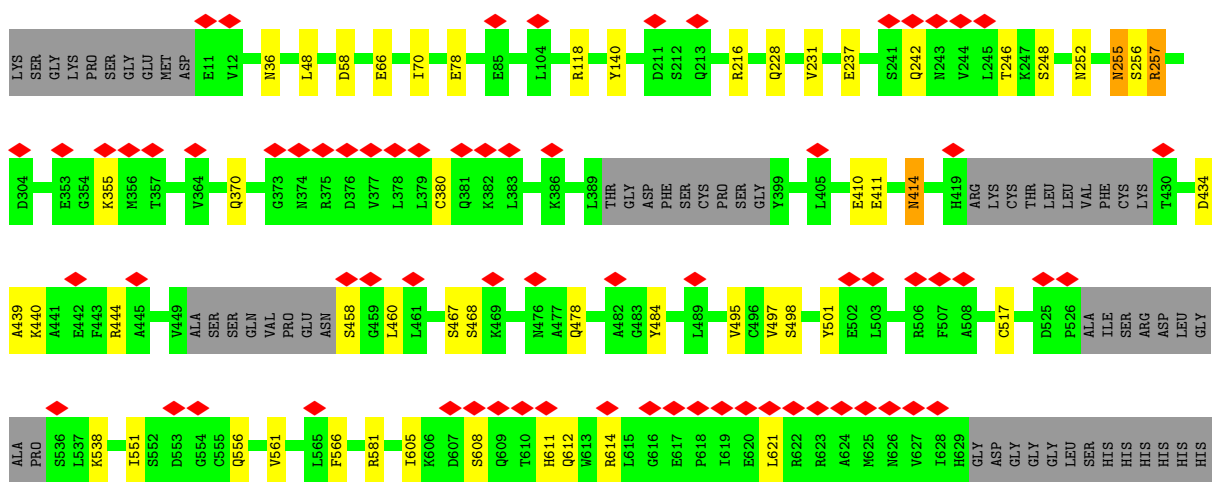 LYS SER GLY LYS PRO SER GLY GLU MET ASP E11 V12 N36 L48 D58 E66 I70 E78 E85 L104 R118 Y140 D211 S212 Q213 R216 Q228 V231 E237 S241 Q242 N243 V244 L245 T246 K247 S248 N252 N255 S256 R257
D304 E353 G354 K355 M356 T357 V364 Q370 G373 N374 R375 D376 V377 L378 L379 C380 Q381 K382 L383 K386 L389 THR GLY ASP PHE SER CYS PRO SER GLY Y399 L405 E410 E411 N414 H419 ARG LYS CYS THR LEU LEU VAL PHE CYS LYS T430 D434
A439 K440 A441 E442 F443 R444 A445 V449 ALA SER SER GLN VAL PRO GLU ASN S458 G459 L460 L461 S467 S468 K469 N476 A477 Q478 A482 G483 Y484 L489 V495 C496 V497 S498 Y501 E502 L503 R506 F507 A508 C517 D525 P526 ALA ILE SER ARG ASP LEU GLY
ALA PRO S536 L537 K538 I551 S552 D553 G554 C555 Q556 V561 L565 F566 R581 I605 K606 D607 S608 Q609 T610 H611 Q612 W613 R614 L615 G616 E617 P618 I619 E620 L621 R622 R623 A624 M625 N626 V627 I628 H629 GLY ASP GLY GLY GLY LEU SER HIS HIS HIS HIS HIS HIS